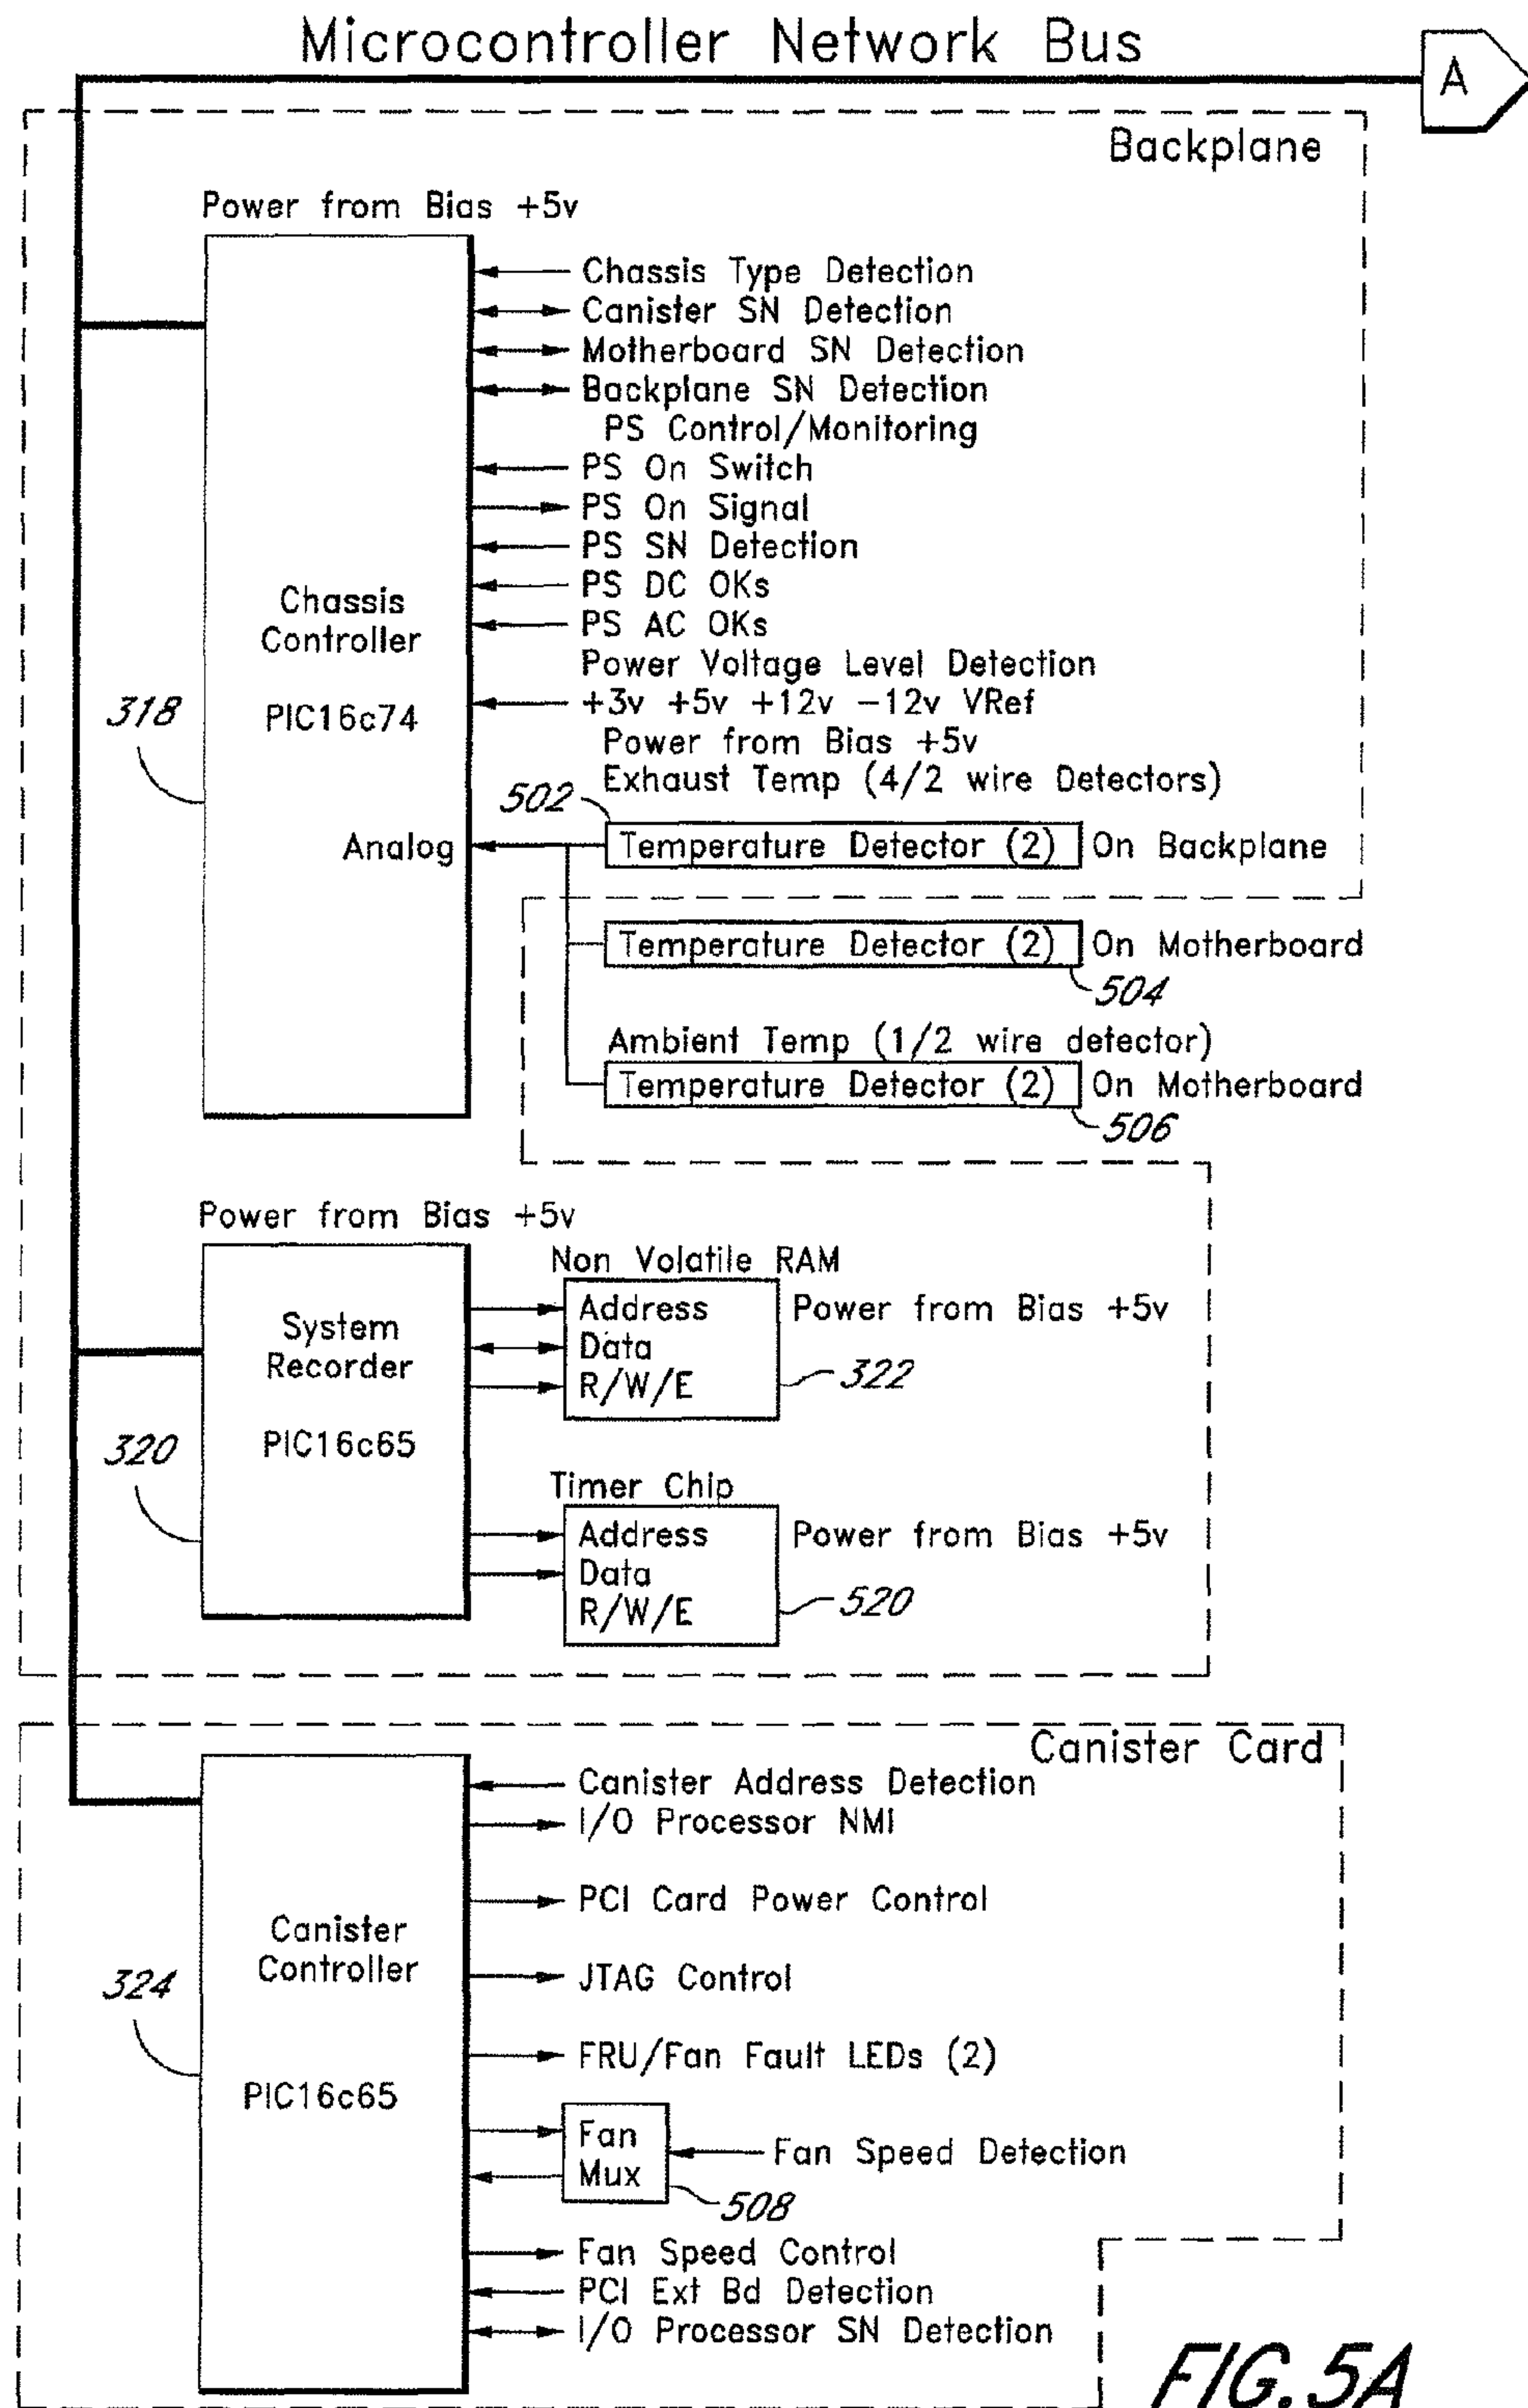 Microcontroller Network Bus
A
Backplane
Power from Bias +5v
Chassis Type Detection
Canister SN Detection
Motherboard SN Detection
Backplane SN Detection
PS Control/Monitoring
PS On Switch
PS On Signal
PS SN Detection
PS DC OKs
PS AC OKs
Power Voltage Level Detection
+3v +5v +12v -12v VRef
Power from Bias +5v
Exhaust Temp (4/2 wire Detectors)
Chassis
Controller
PIC16c74
318
Analog
502
Temperature Detector (2) On Backplane
Temperature Detector (2) On Motherboard
504
Ambient Temp (1/2 wire detector)
Temperature Detector (2) On Motherboard
506
Power from Bias +5v
System
Recorder
PIC16c65
320
Non Volatile RAM
Address
Data
R/W/E
Power from Bias +5v
322
Timer Chip
Address
Data
R/W/E
Power from Bias +5v
520
Canister Card
Canister
Controller
PIC16c65
324
Canister Address Detection
I/O Processor NMI
PCI Card Power Control
JTAG Control
FRU/Fan Fault LEDs (2)
Fan
Mux
Fan Speed Detection
508
Fan Speed Control
PCI Ext Bd Detection
I/O Processor SN Detection
FIG.5A